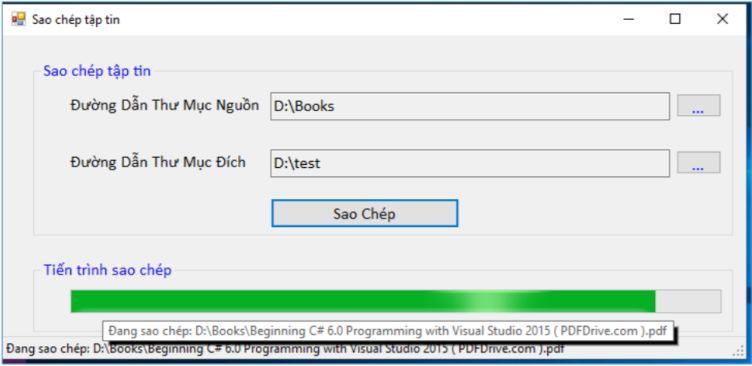 Sao chép tập tin
Sao chép tập tin
Đường Dẫn Thư Mục Nguồn D:\Books ...
Đường Dẫn Thư Mục Đích D:\test ...
Sao Chép
Tiến trình sao chép
Đang sao chép: D:\Books\Beginning C# 6.0 Programming with Visual Studio 2015 ( PDFDrive.com ).pdf
Đang sao chép: D:\Books\Beginning C# 6.0 Programming with Visual Studio 2015 ( PDFDrive.com ).pdf